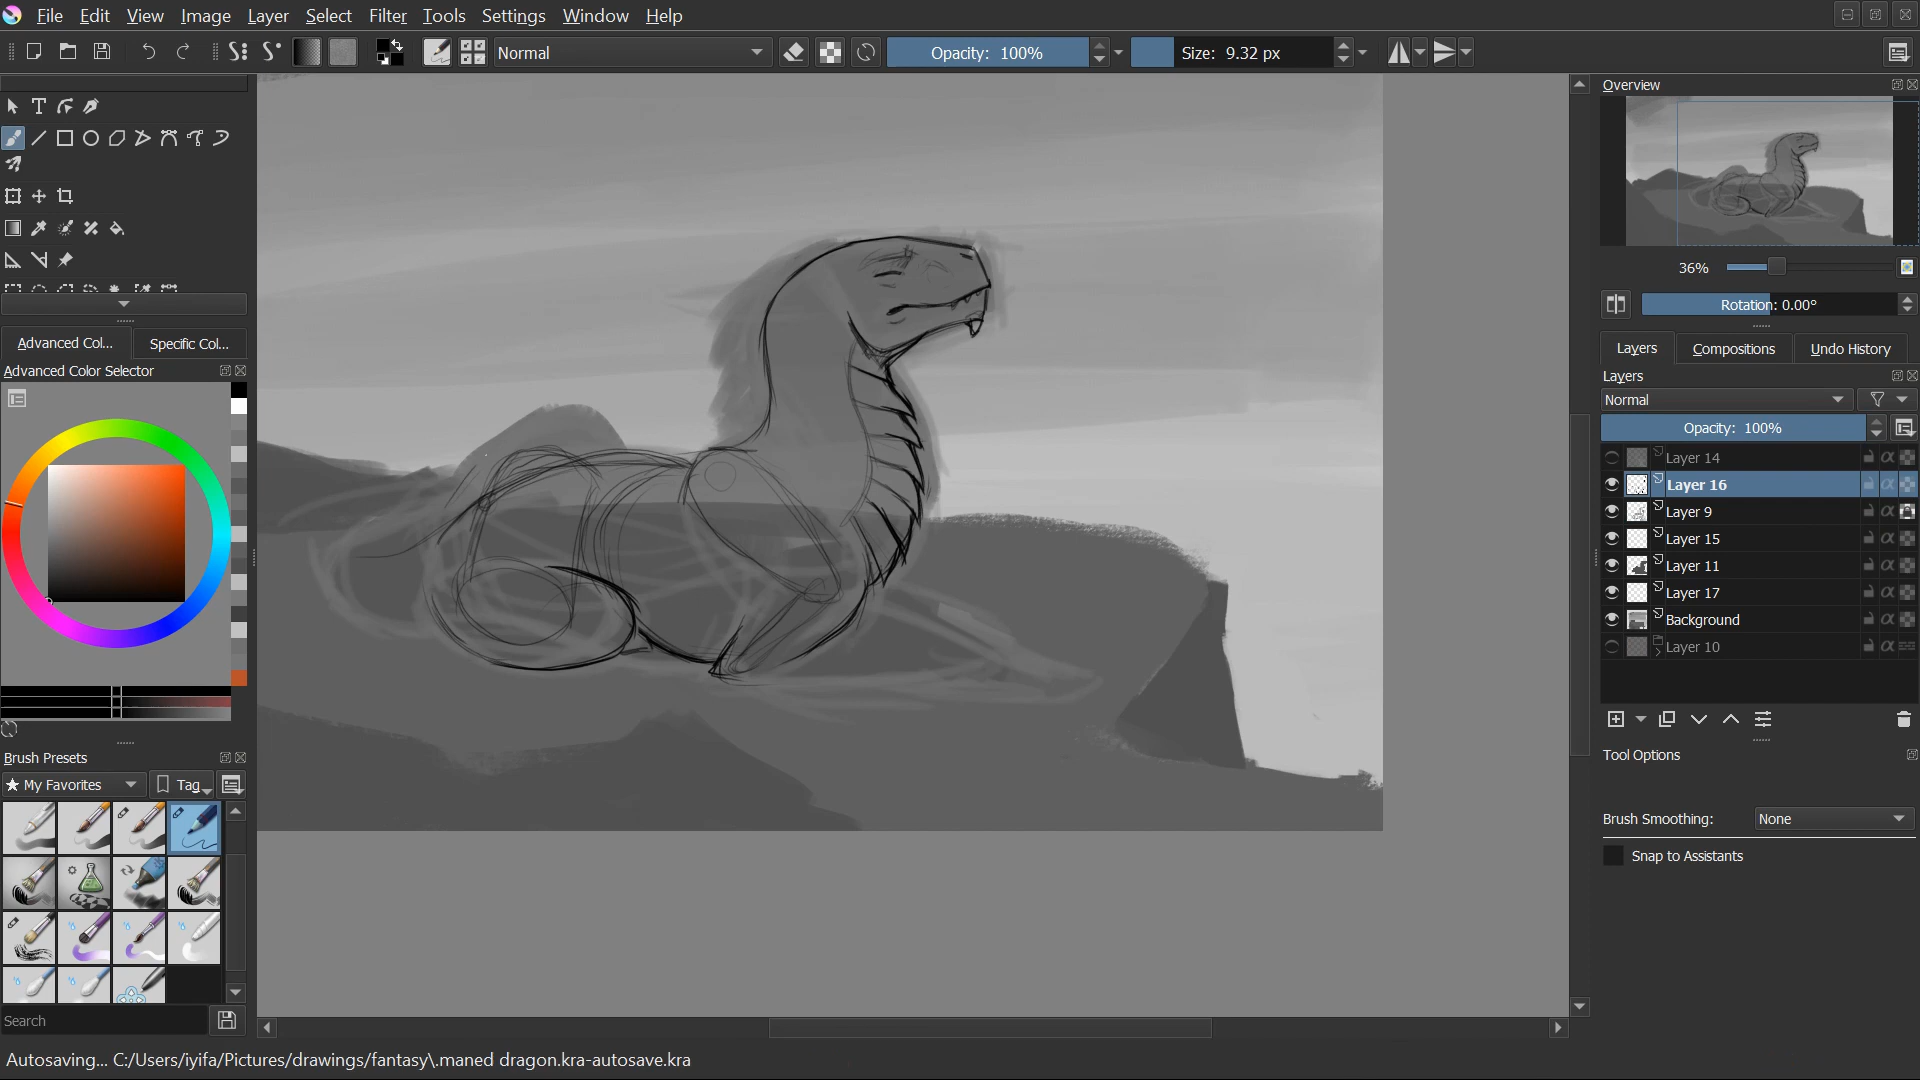 File Edit View Image Layer Select Filter Tools Settings Window Help
Normal Opacity: 100% Size: 9.32 px
Overview
36%
Rotation: 0.00°
Advanced Col... Specific Col...
Advanced Color Selector
Layers Compositions Undo History
Layers
Normal
Opacity: 100%
Layer 14
Layer 16
Layer 9
Layer 15
Layer 11
Layer 17
Background
Layer 10
Brush Presets
My Favorites Tag
Search
Tool Options
Brush Smoothing: None
Snap to Assistants
Autosaving... C:/Users/iyifa/Pictures/drawings/fantasy\.maned dragon.kra-autosave.kra